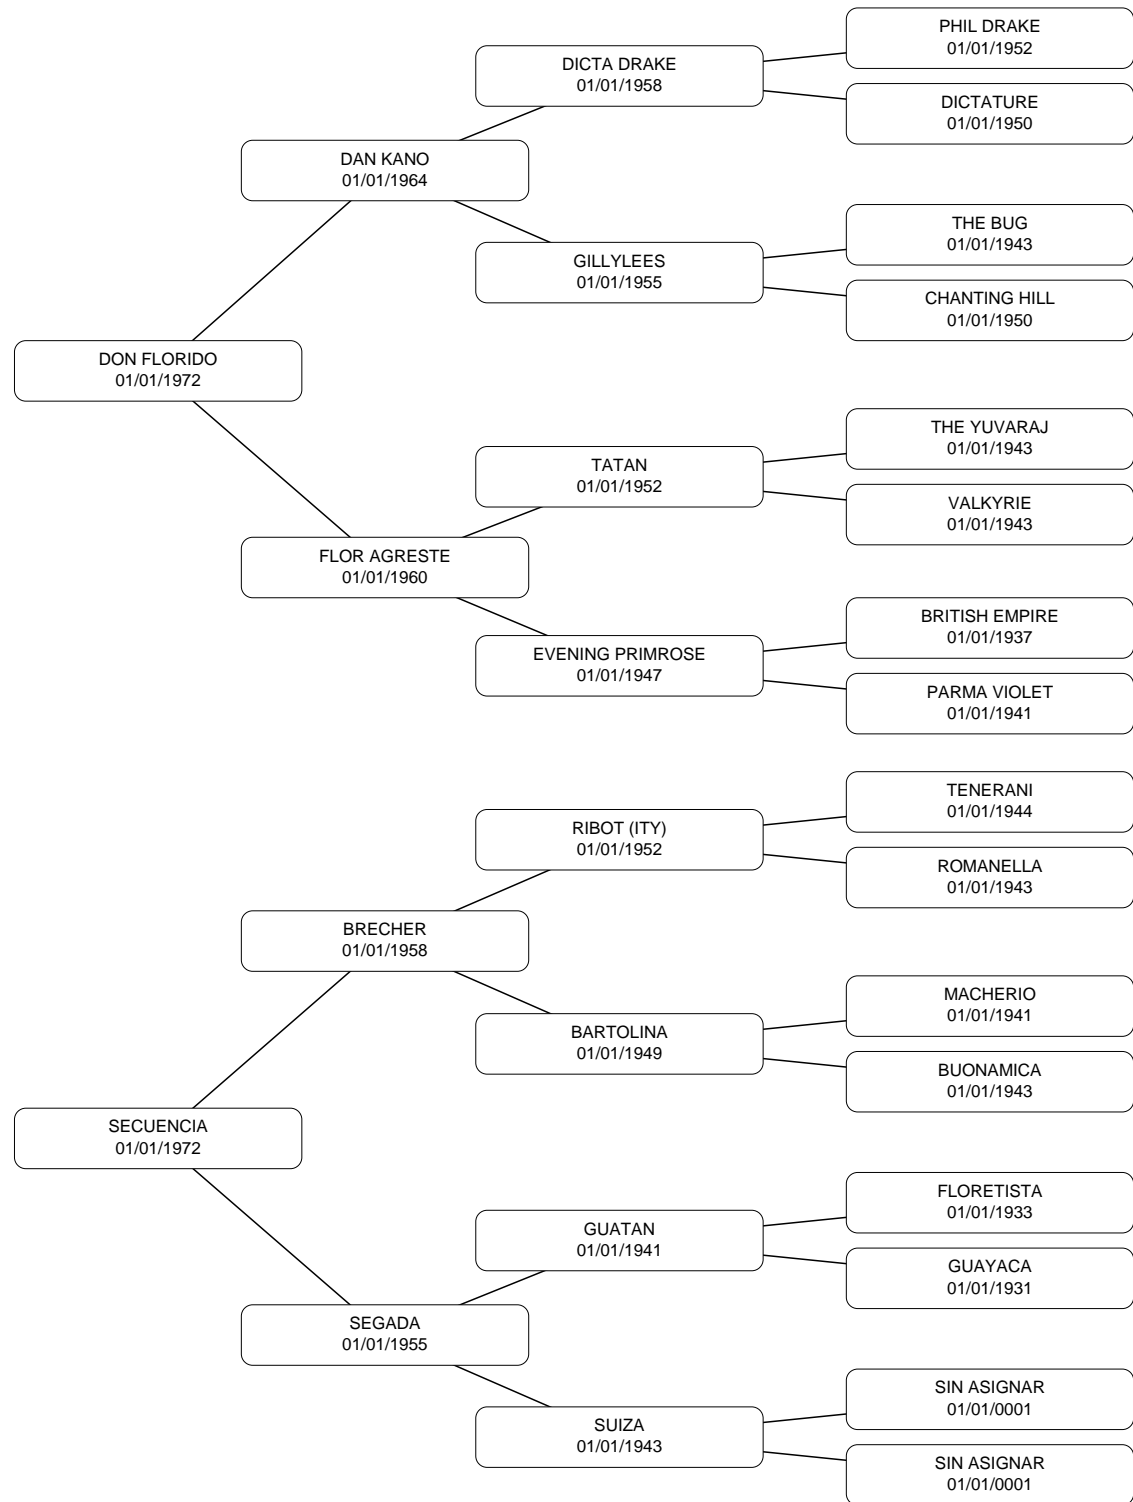 PHIL DRAKE
01/01/1952
DICTA DRAKE
01/01/1958
DICTATURE
01/01/1950
DAN KANO
01/01/1964
THE BUG
01/01/1943
GILLYLEES
01/01/1955
CHANTING HILL
01/01/1950
DON FLORIDO
01/01/1972
THE YUVARAJ
01/01/1943
TATAN
01/01/1952
VALKYRIE
01/01/1943
FLOR AGRESTE
01/01/1960
BRITISH EMPIRE
01/01/1937
EVENING PRIMROSE
01/01/1947
PARMA VIOLET
01/01/1941
TENERANI
01/01/1944
RIBOT (ITY)
01/01/1952
ROMANELLA
01/01/1943
BRECHER
01/01/1958
MACHERIO
01/01/1941
BARTOLINA
01/01/1949
BUONAMICA
01/01/1943
SECUENCIA
01/01/1972
FLORETISTA
01/01/1933
GUATAN
01/01/1941
GUAYACA
01/01/1931
SEGADA
01/01/1955
SIN ASIGNAR
01/01/0001
SUIZA
01/01/1943
SIN ASIGNAR
01/01/0001